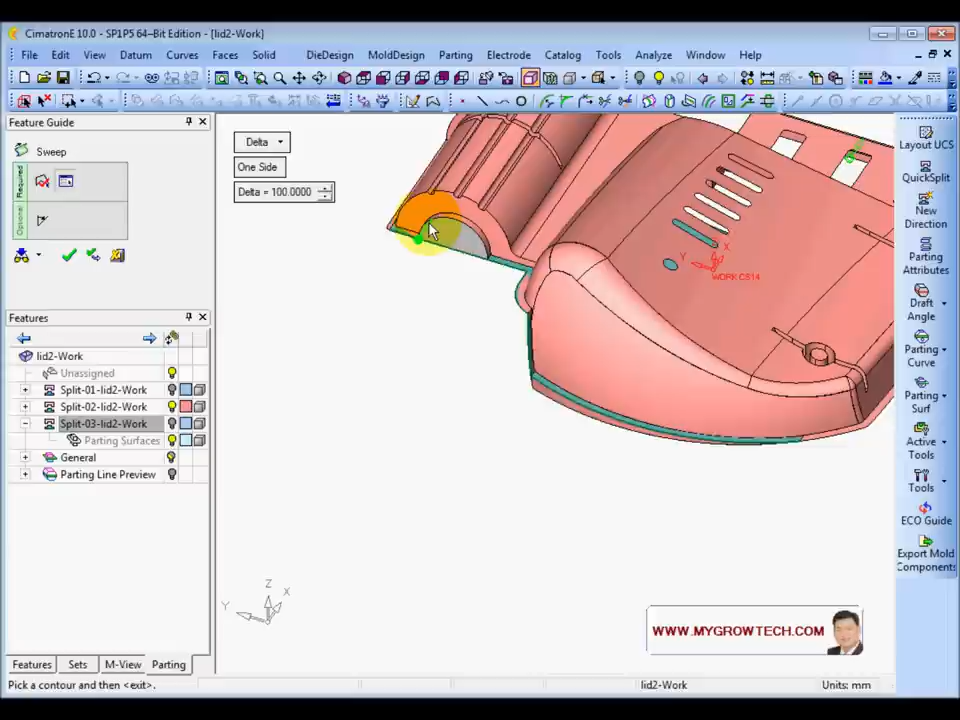 CimatronE 10.0 - SP1P5 64-Bit Edition - [lid2-Work]
File Edit View Datum Curves Faces Solid DieDesign MoldDesign Parting Electrode Catalog Tools Analyze Window Help
Feature Guide
Sweep
Required
Optional
Delta
One Side
Delta = 100.0000
Features
lid2-Work
Unassigned
Split-01-lid2-Work
Split-02-lid2-Work
Split-03-lid2-Work
Parting Surfaces
General
Parting Line Preview
Features Sets M-View Parting
Pick a contour and then <exit>.
lid2-Work
Units: mm
X
Y
WORK CS14
Z
X
Y
WWW.MYGROWTECH.COM
Layout UCS
QuickSplit
New
Direction
Parting
Attributes
Draft
Angle
Parting
Curve
Parting
Surf
Active
Tools
Tools
ECO Guide
Export Mold
Components